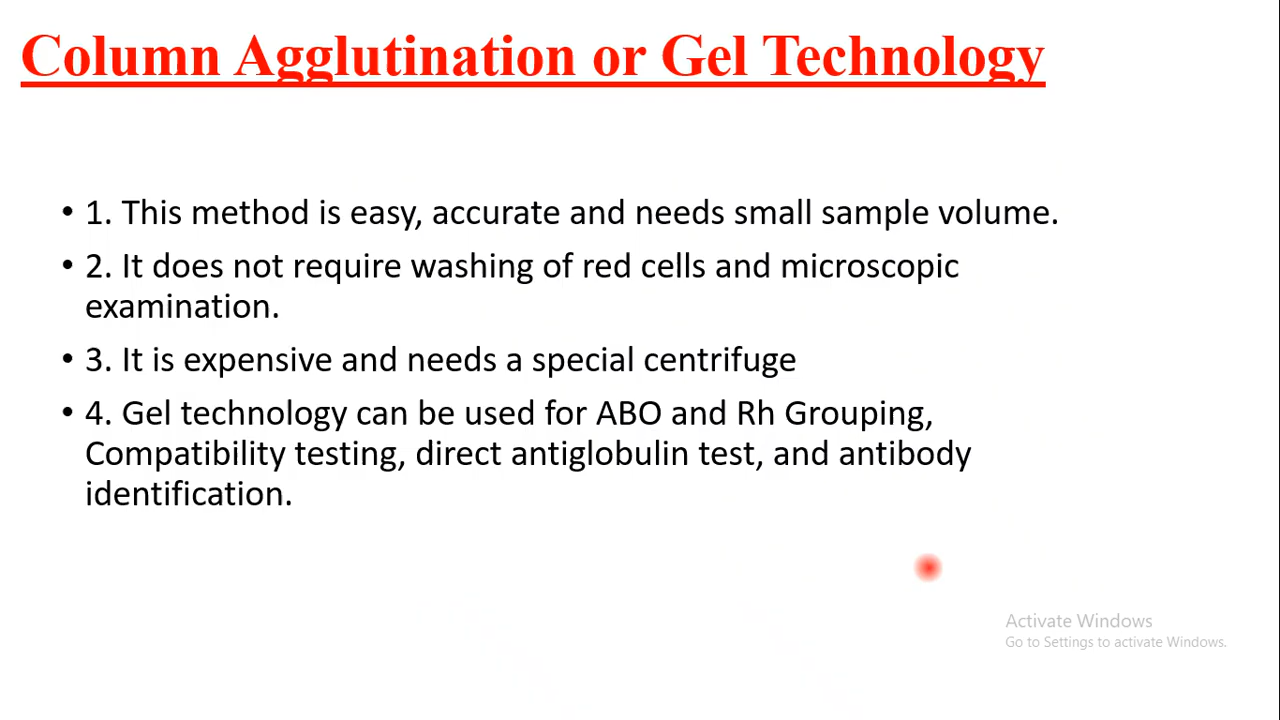 Column Agglutination or Gel Technology
• 1. This method is easy, accurate and needs small sample volume.
• 2. It does not require washing of red cells and microscopic
examination.
• 3. It is expensive and needs a special centrifuge
• 4. Gel technology can be used for ABO and Rh Grouping,
Compatibility testing, direct antiglobulin test, and antibody
identification.
Activate Windows
Go to Settings to activate Windows.